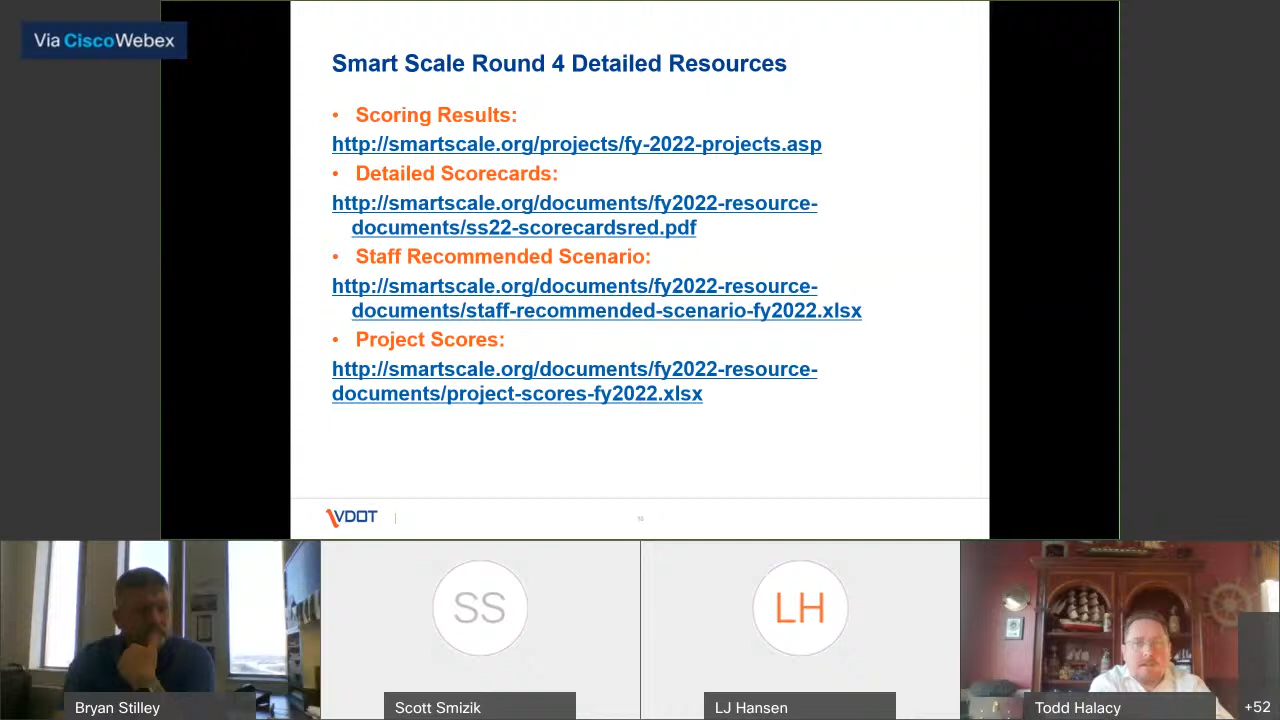 Via Cisco Webex
Smart Scale Round 4 Detailed Resources
• Scoring Results:
http://smartscale.org/projects/fy-2022-projects.asp
• Detailed Scorecards:
http://smartscale.org/documents/fy2022-resource-
documents/ss22-scorecardsred.pdf
• Staff Recommended Scenario:
http://smartscale.org/documents/fy2022-resource-
documents/staff-recommended-scenario-fy2022.xlsx
• Project Scores:
http://smartscale.org/documents/fy2022-resource-
documents/project-scores-fy2022.xlsx
VDOT
SS
LH
Bryan Stilley
Scott Smizik
LJ Hansen
Todd Halacy
+52